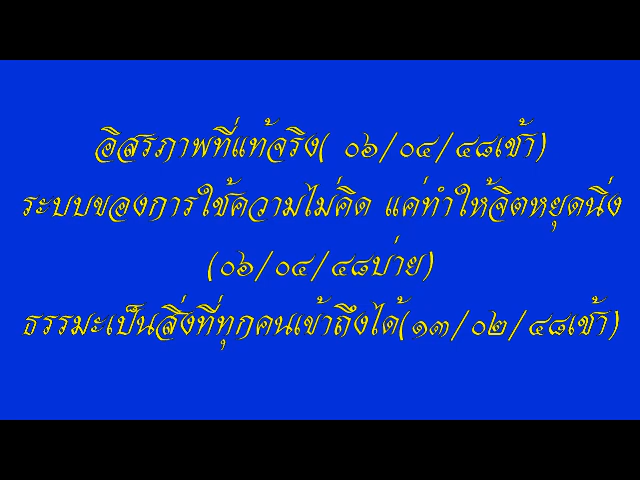 อิสรภาพที่แท้จริง( ๐๖/๐๔/๔๘เช้า)
ระบบของการใช้ความไม่คิด แค่ทำให้จิตหยุดนิ่ง
(๐๖/๐๔/๔๘บ่าย)
ธรรมะเป็นสิ่งที่ทุกคนเข้าถึงได้(๑๓/๐๒/๔๘เช้า)